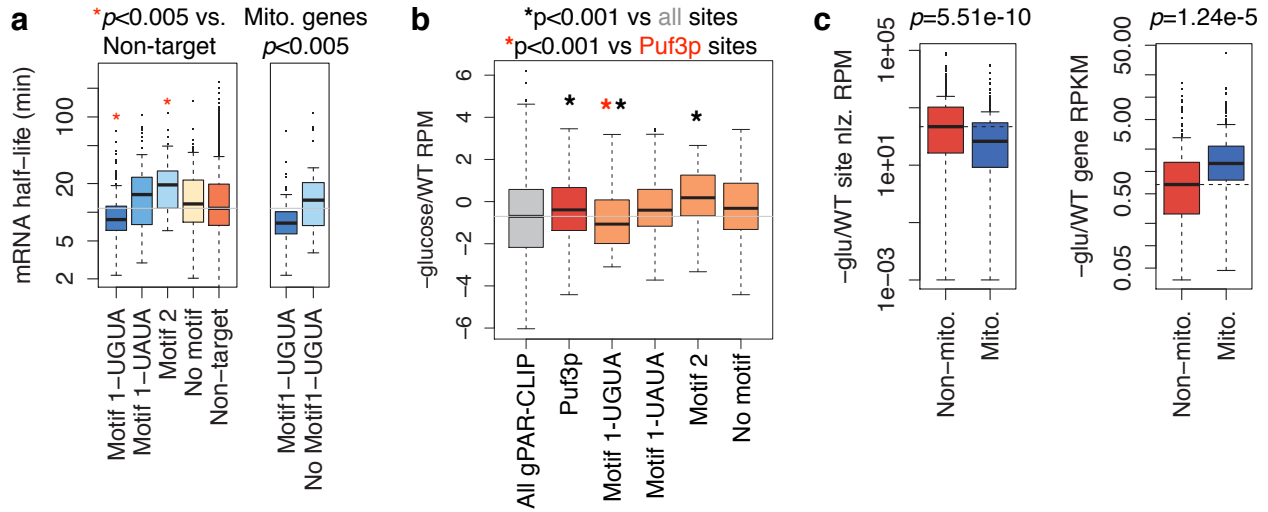 a
*p<0.005 vs.
Non-target
Mito. genes
p<0.005
mRNA half-life (min)
100
20
5
2
Motif 1-UGUA
Motif 1-UAUA
Motif 2
No motif
Non-target
*
*
Motif1-UGUA
No Motif1-UGUA
b
*p<0.001 vs all sites
*p<0.001 vs Puf3p sites
-glucose/WT RPM
6
4
2
0
-2
-4
-6
*
**
*
All gPAR-CLIP
Puf3p
Motif 1-UGUA
Motif 1-UAUA
Motif 2
No motif
c
p=5.51e-10
-glu/WT site nlz. RPM
1e+05
1e+01
1e-03
Non-mito.
Mito.
p=1.24e-5
-glu/WT gene RPKM
50.00
5.00
0.50
0.05
Non-mito.
Mito.